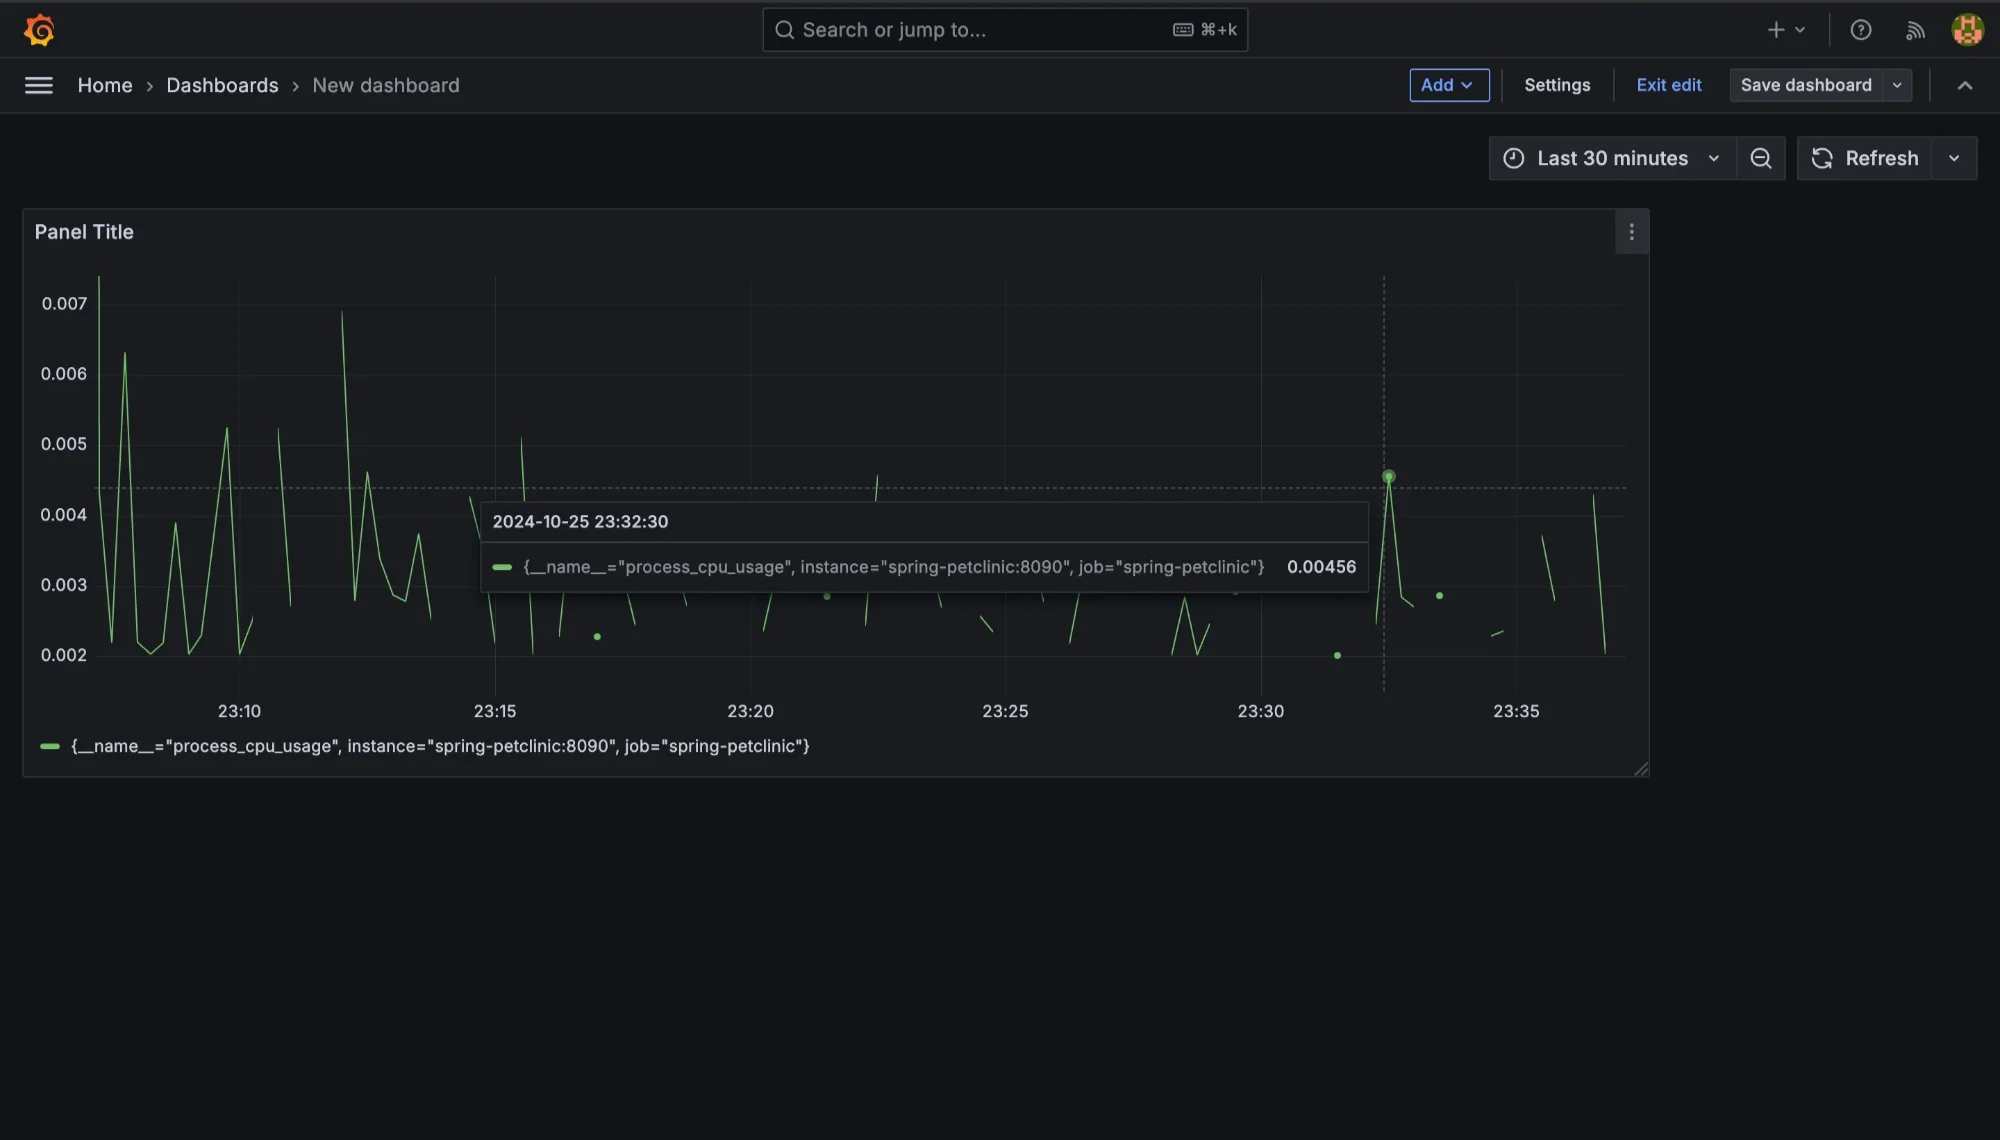 Search or jump to... ⌘+k
Home › Dashboards › New dashboard
Add Settings Exit edit Save dashboard
Last 30 minutes Refresh
Panel Title
0.007
0.006
0.005
0.004
0.003
0.002
2024-10-25 23:32:30
{__name__="process_cpu_usage", instance="spring-petclinic:8090", job="spring-petclinic"} 0.00456
23:10 23:15 23:20 23:25 23:30 23:35
{__name__="process_cpu_usage", instance="spring-petclinic:8090", job="spring-petclinic"}